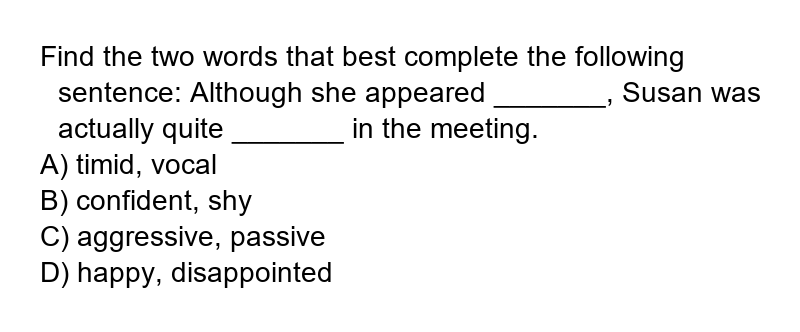 Find the two words that best complete the following
sentence: Although she appeared _______, Susan was
actually quite _______ in the meeting.
A) timid, vocal
B) confident, shy
C) aggressive, passive
D) happy, disappointed